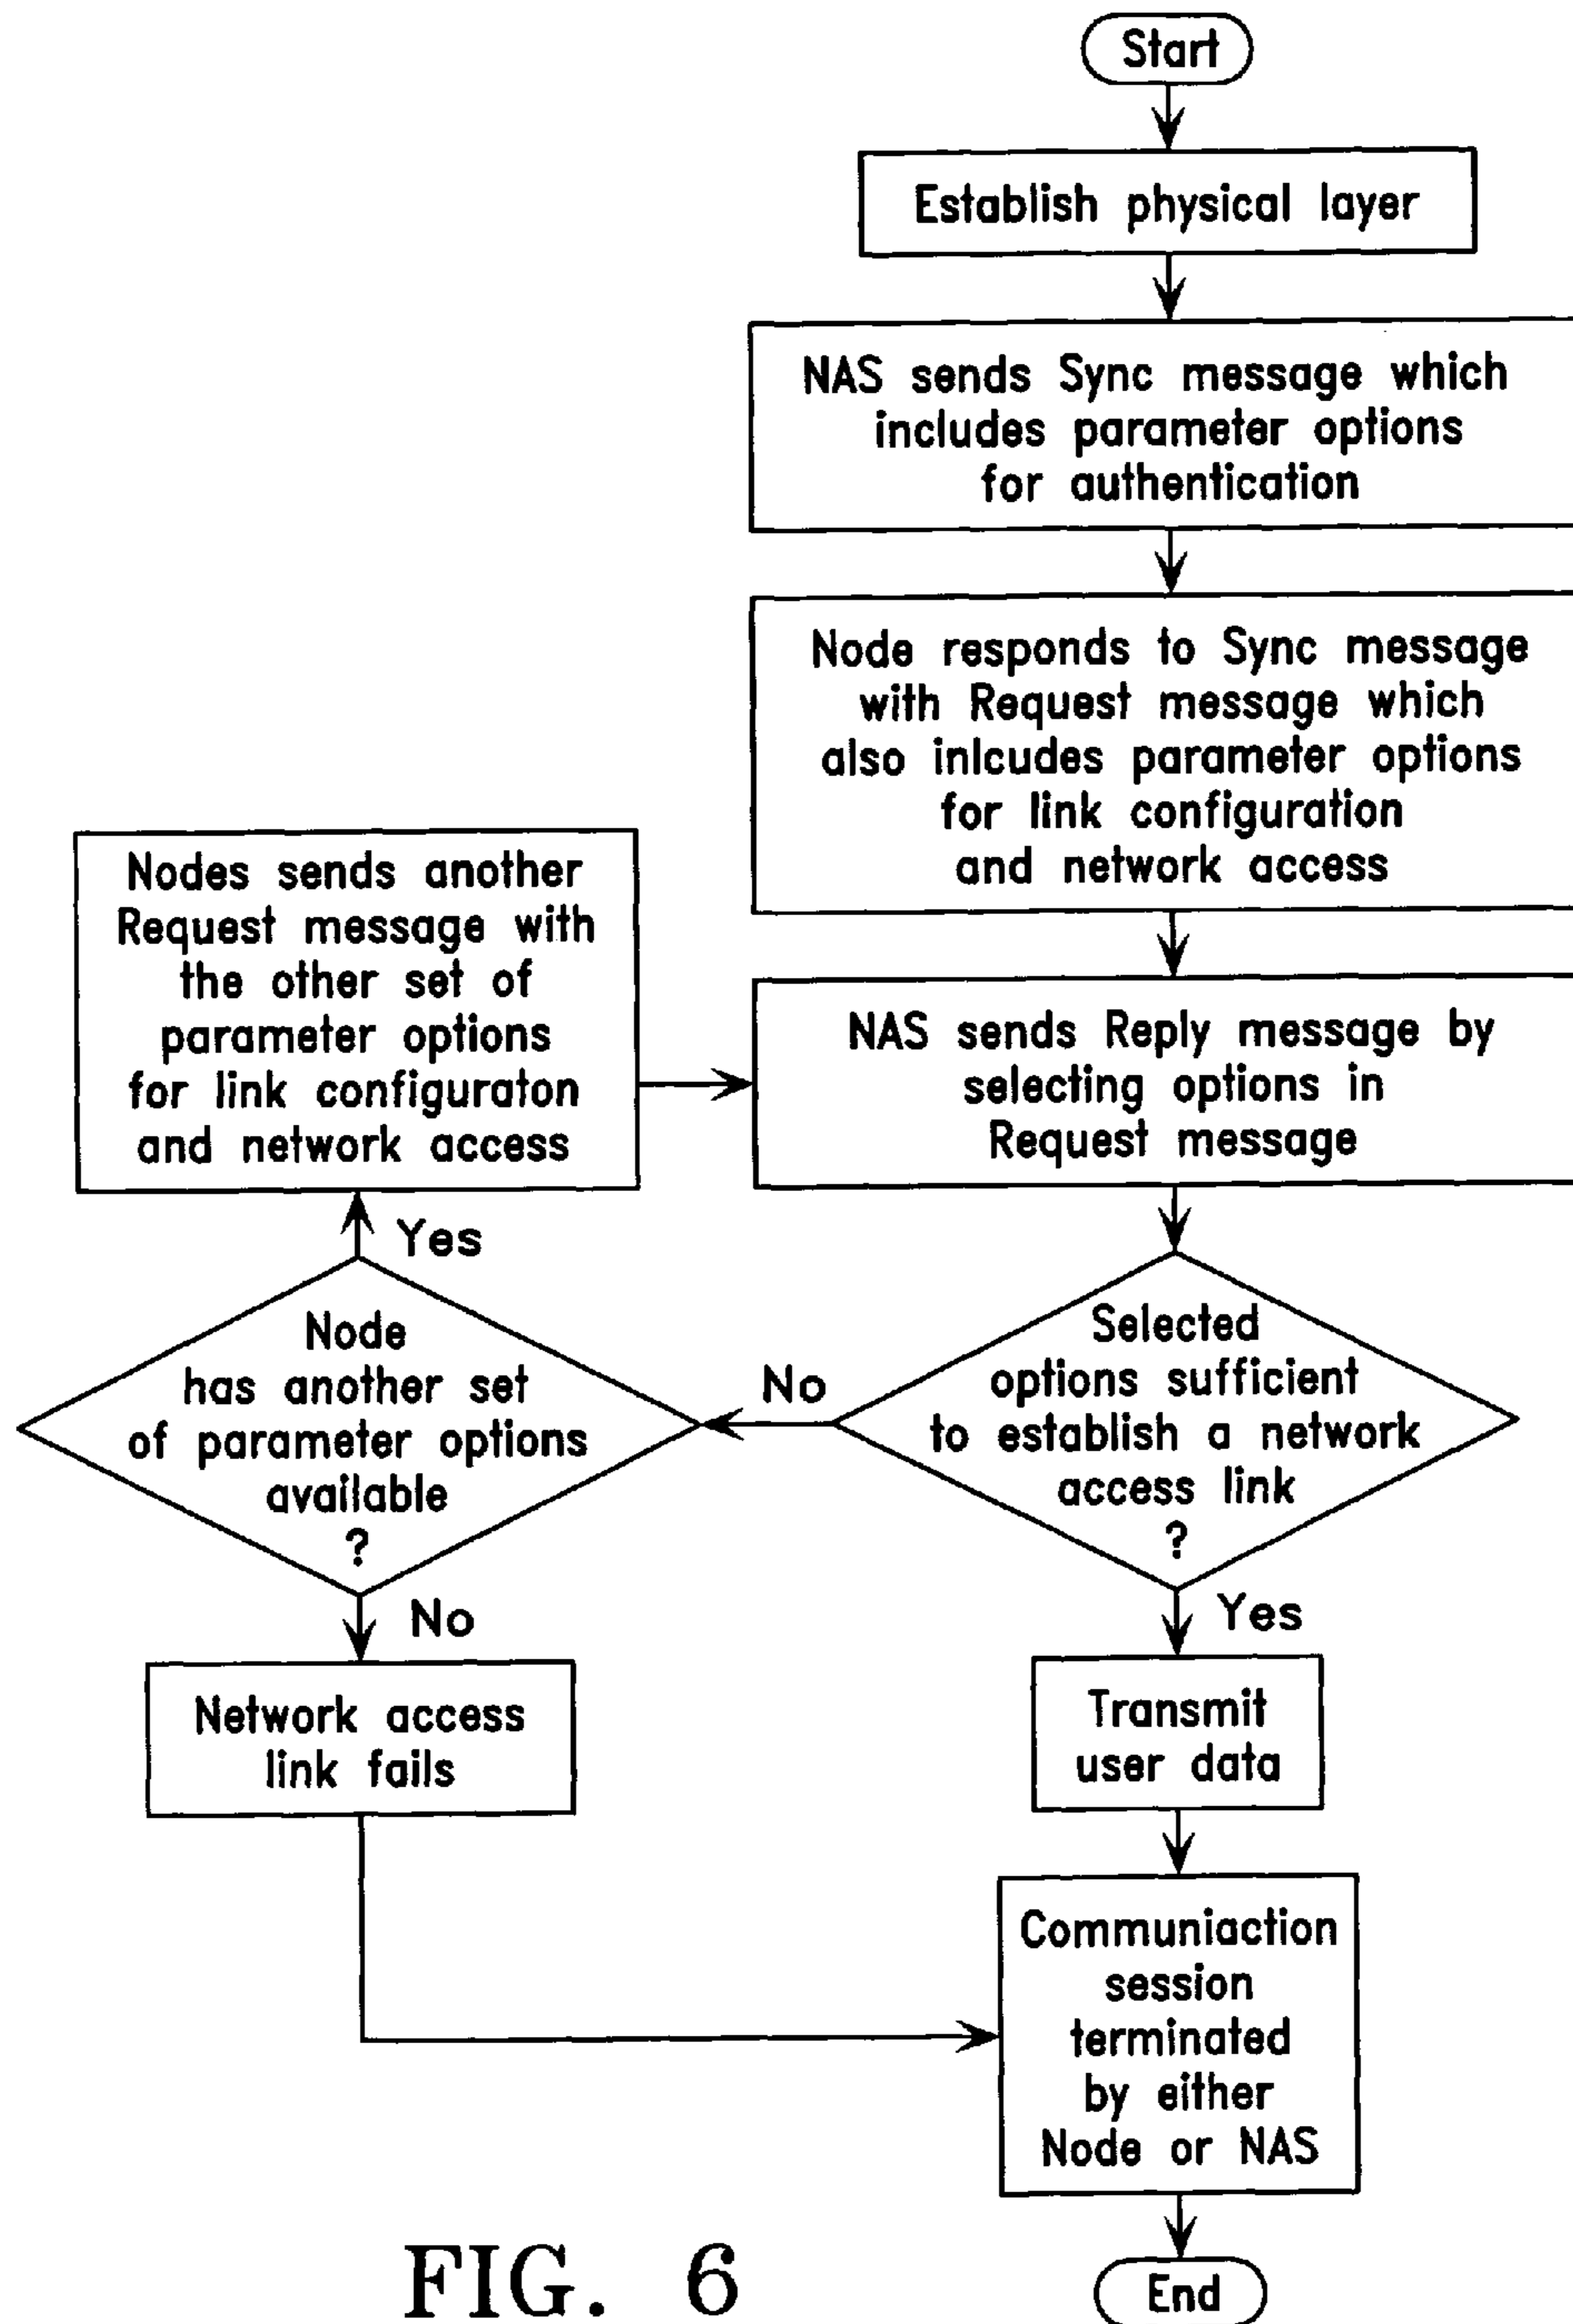 Start
Establish physical layer
NAS sends Sync message which
includes parameter options
for authentication
Node responds to Sync message
with Request message which
also inlcudes parameter options
for link configuration
and network access
Nodes sends another
Request message with
the other set of
parameter options
for link configuraton
and network access
NAS sends Reply message by
selecting options in
Request message
Yes
Node
has another set
of parameter options
available
?
No
Selected
options sufficient
to establish a network
access link
?
No
Yes
Network access
link fails
Transmit
user data
Communiaction
session
terminated
by either
Node or NAS
FIG. 6
End